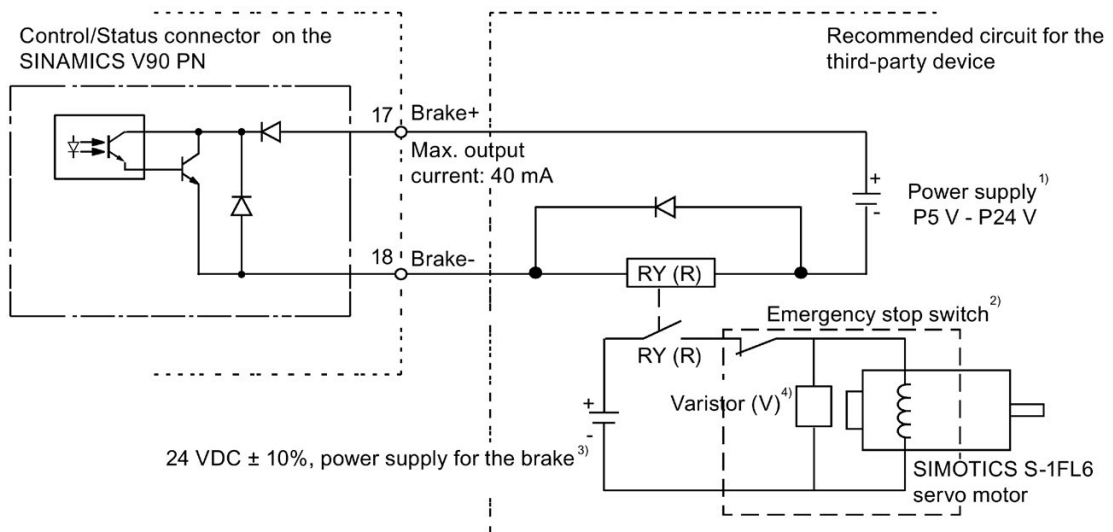 Control/Status connector on the
SINAMICS V90 PN
Recommended circuit for the
third-party device
17
Brake+
Max. output
current: 40 mA
+
-
Power supply 1)
P5 V - P24 V
18
Brake-
RY (R)
Emergency stop switch 2)
RY (R)
+
-
Varistor (V) 4)
24 VDC ± 10%, power supply for the brake 3)
SIMOTICS S-1FL6
servo motor